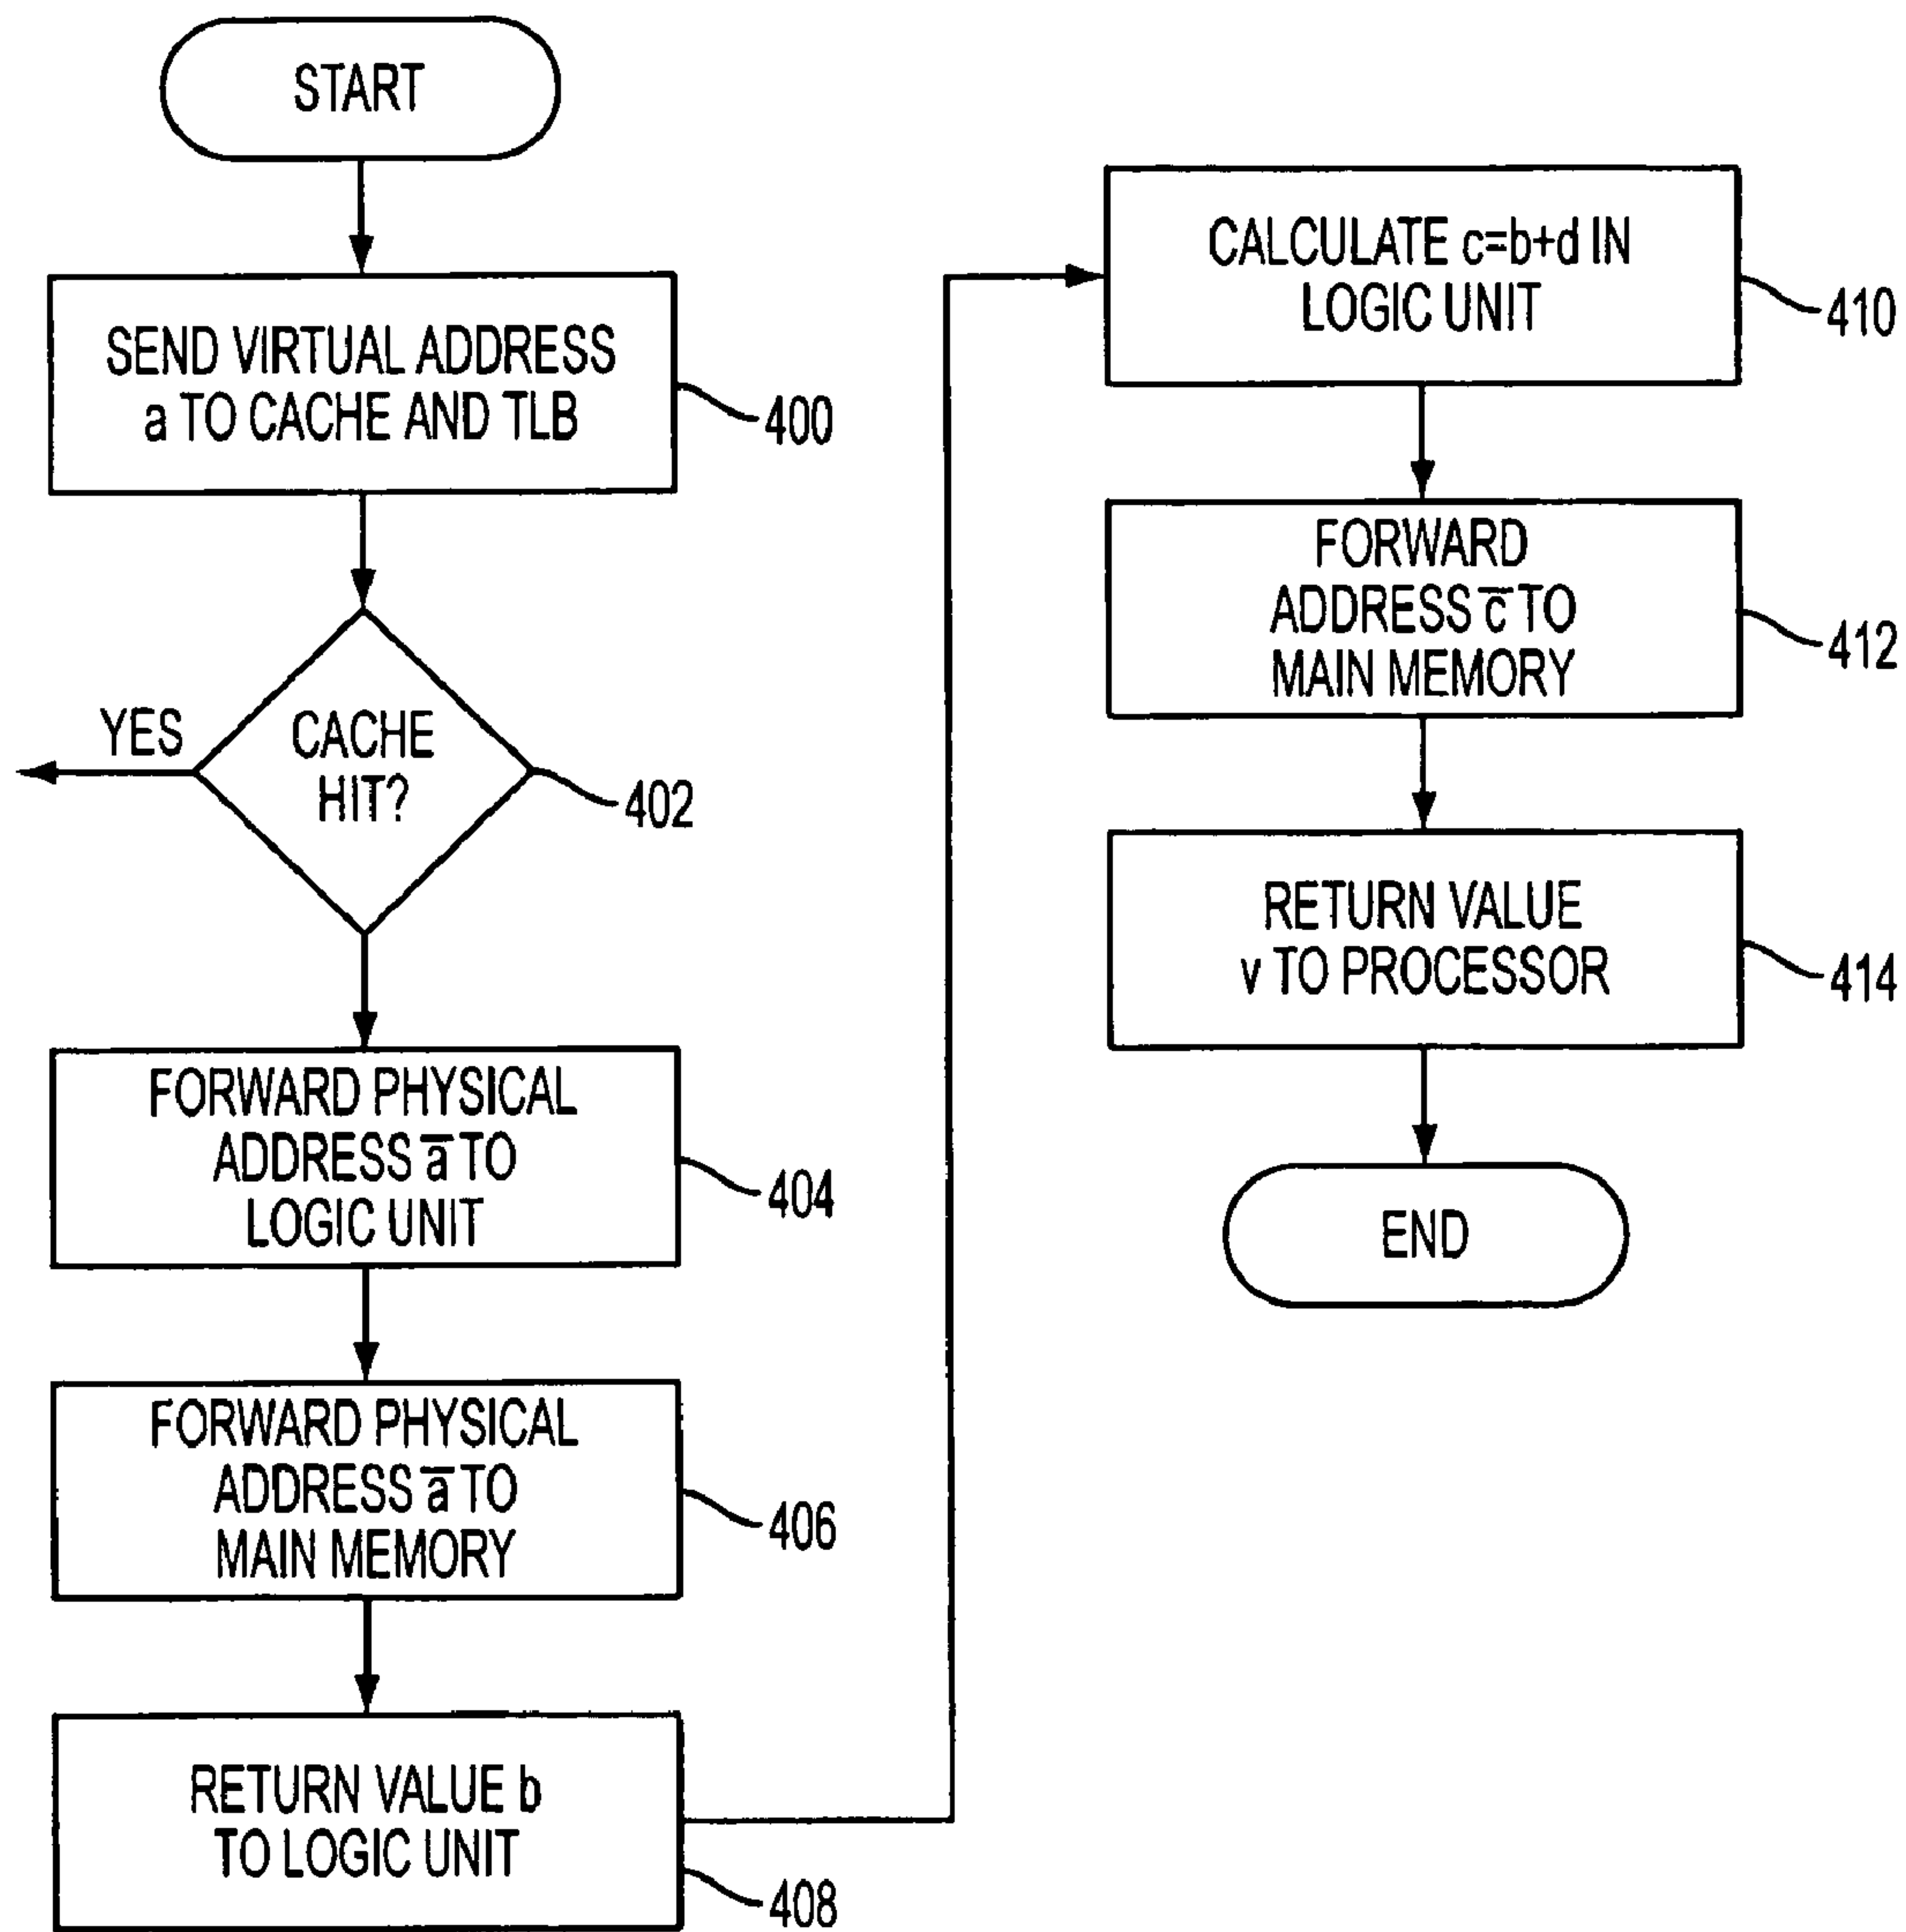 START
SEND VIRTUAL ADDRESS
a TO CACHE AND TLB
400
YES
CACHE
HIT?
402
FORWARD PHYSICAL
ADDRESS a̅ TO
LOGIC UNIT
404
FORWARD PHYSICAL
ADDRESS a̅ TO
MAIN MEMORY
406
RETURN VALUE b
TO LOGIC UNIT
408
CALCULATE c=b+d IN
LOGIC UNIT
410
FORWARD
ADDRESS c̅ TO
MAIN MEMORY
412
RETURN VALUE
v TO PROCESSOR
414
END